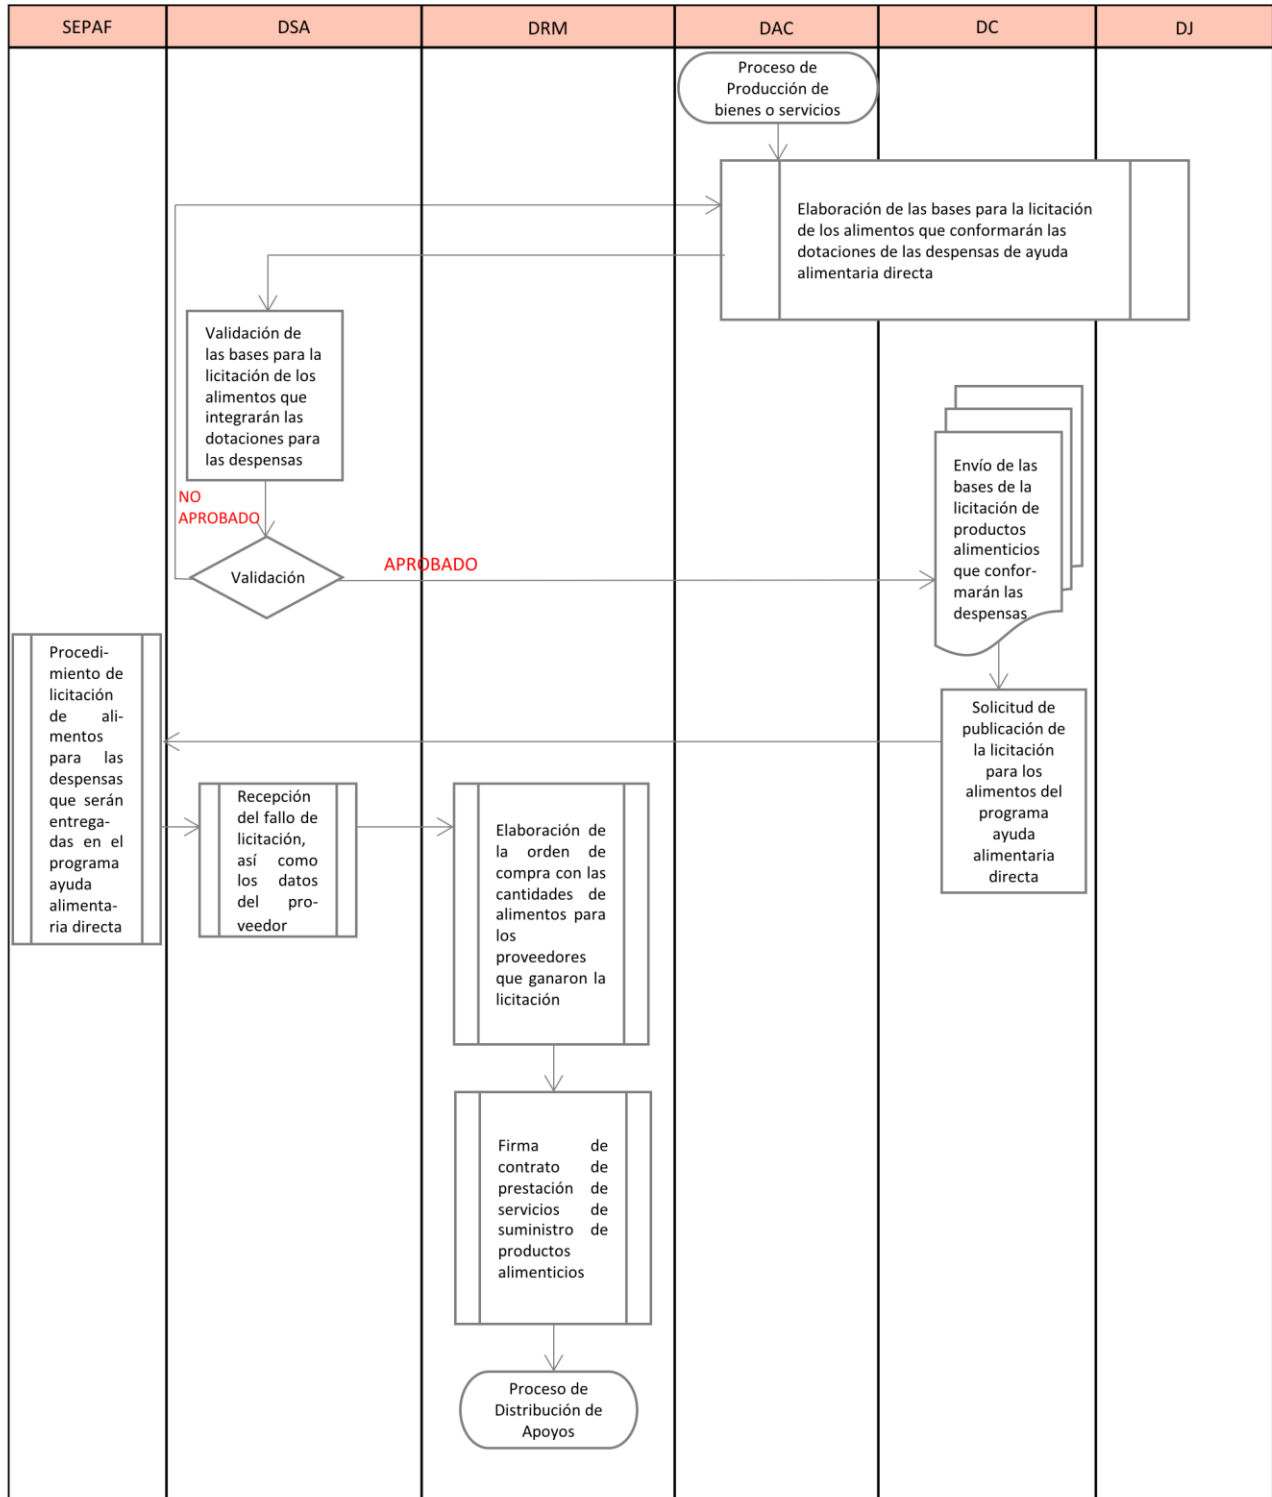 SEPAF
DSA
DRM
DAC
DC
DJ
Proceso de
Producción de
bienes o servicios
Elaboración de las bases para la licitación
de los alimentos que conformarán las
dotaciones de las despensas de ayuda
alimentaria directa
Validación de
las bases para la
licitación de los
alimentos que
integrarán las
dotaciones para
las despensas
NO
APROBADO
Validación
APROBADO
Envío de las
bases de la
licitación de
productos
alimenticios
que confor-
marán las
despensas
Solicitud de
publicación de
la licitación
para los
alimentos del
programa
ayuda
alimentaria
directa
Procedi-
miento de
licitación
de ali-
mentos
para las
despensas
que serán
entrega-
das en el
programa
ayuda
alimenta-
ria directa
Recepción
del fallo de
licitación,
así como
los datos
del pro-
veedor
Elaboración de
la orden de
compra con las
cantidades de
alimentos para
los
proveedores
que ganaron la
licitación
Firma de
contrato de
prestación de
servicios de
suministro de
productos
alimenticios
Proceso de
Distribución de
Apoyos